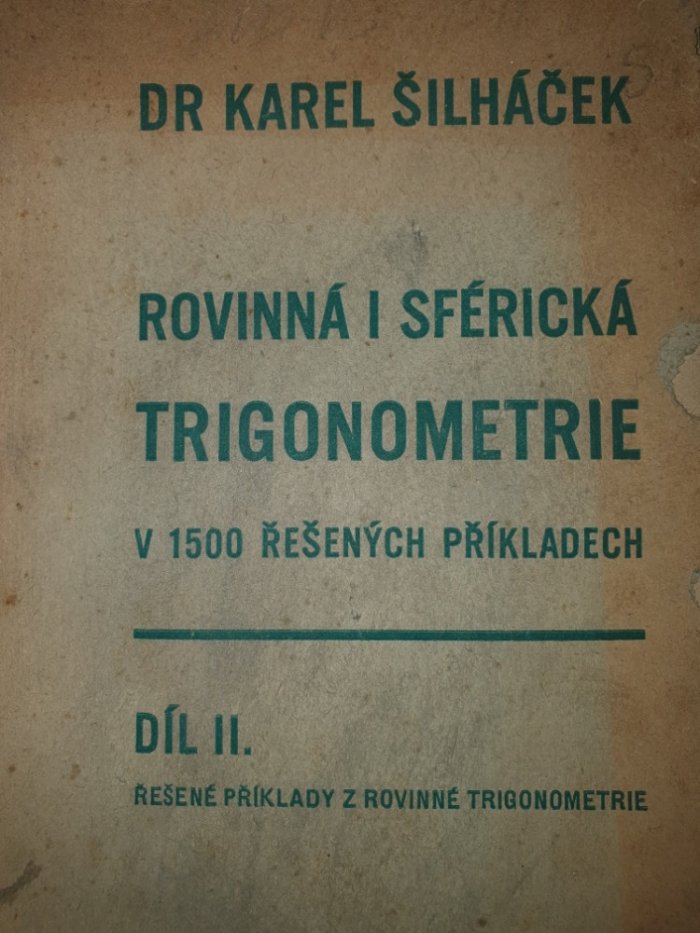 DR KAREL ŠILHÁČEK
ROVINNÁ I SFÉRICKÁ
TRIGONOMETRIE
V 1500 ŘEŠENÝCH PŘÍKLADECH
DÍL II.
ŘEŠENÉ PŘÍKLADY Z ROVINNÉ TRIGONOMETRIE